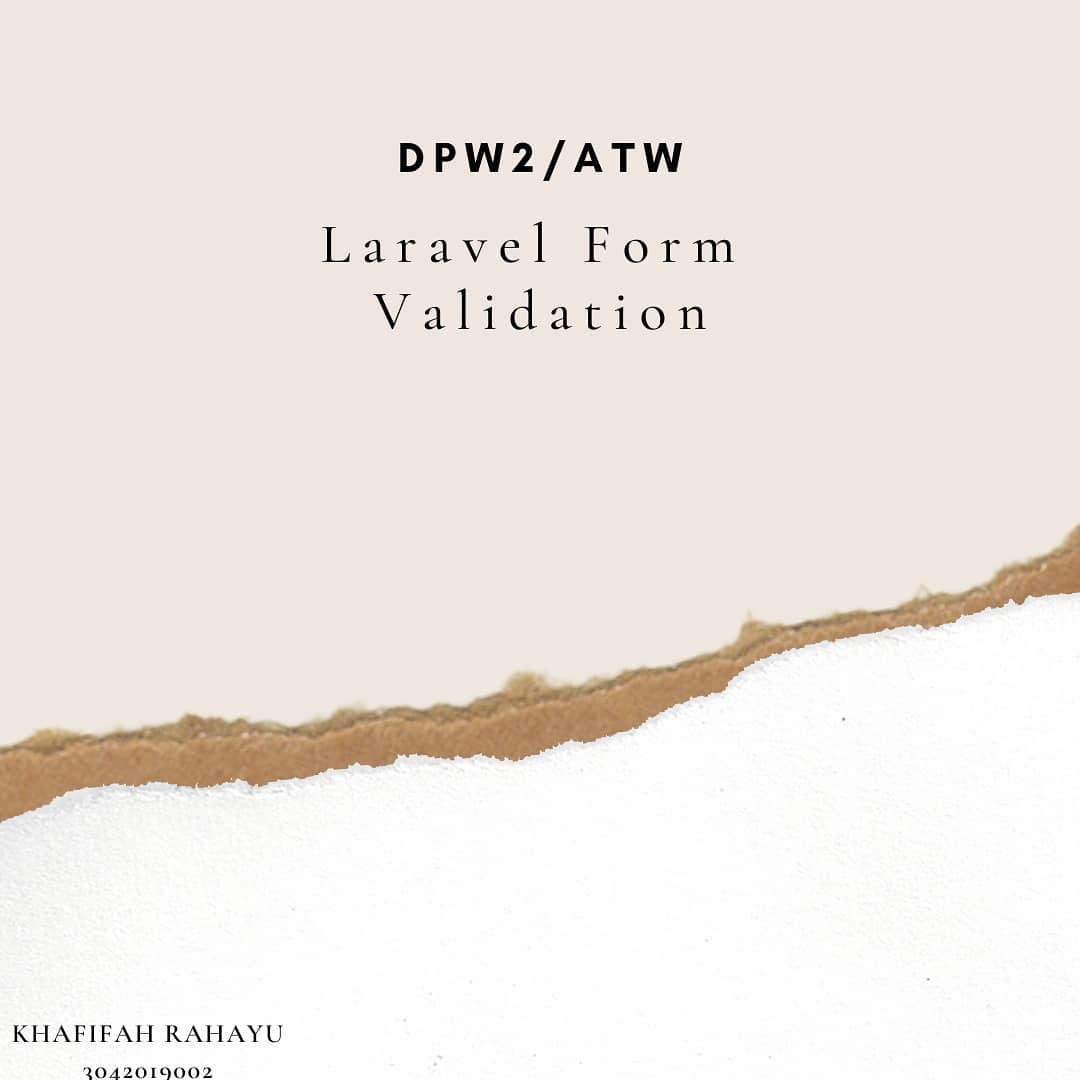 DPW2/ATW
Laravel Form
Validation
KHAFIFAH RAHAYU
3042019002